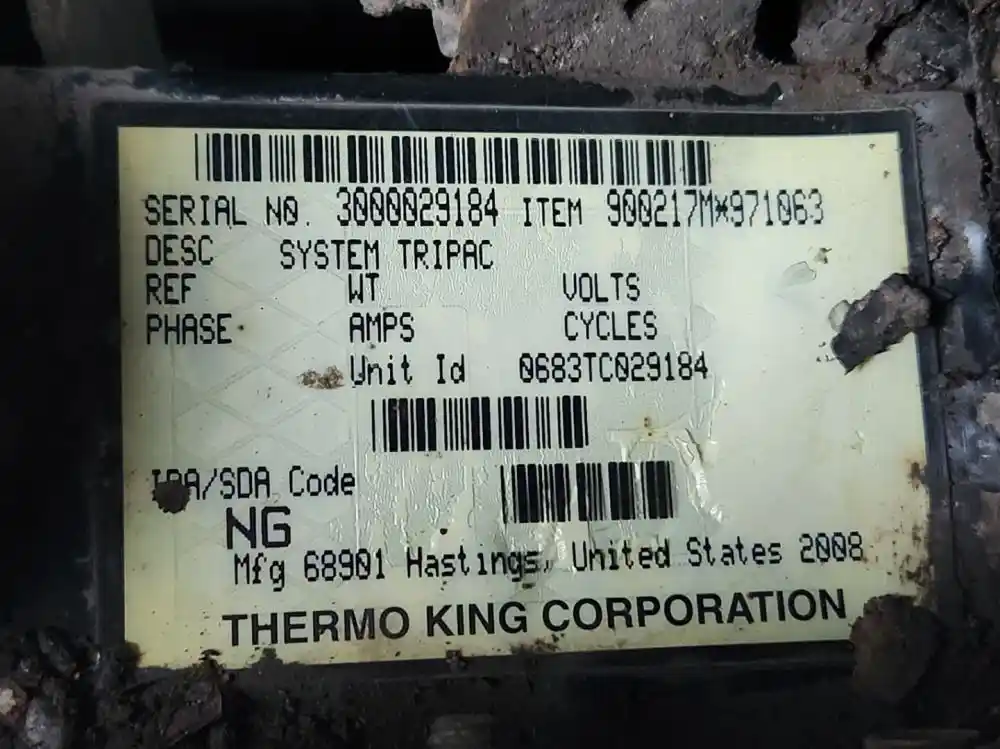 SERIAL NO. 3000029184 ITEM 900217M*971063
DESC SYSTEM TRIPAC
REF WT VOLTS
PHASE AMPS CYCLES
Unit Id 0683TC029184
/SDA Code
NG
Mfg 68901 Hastings, United States 2008
THERMO KING CORPORATION